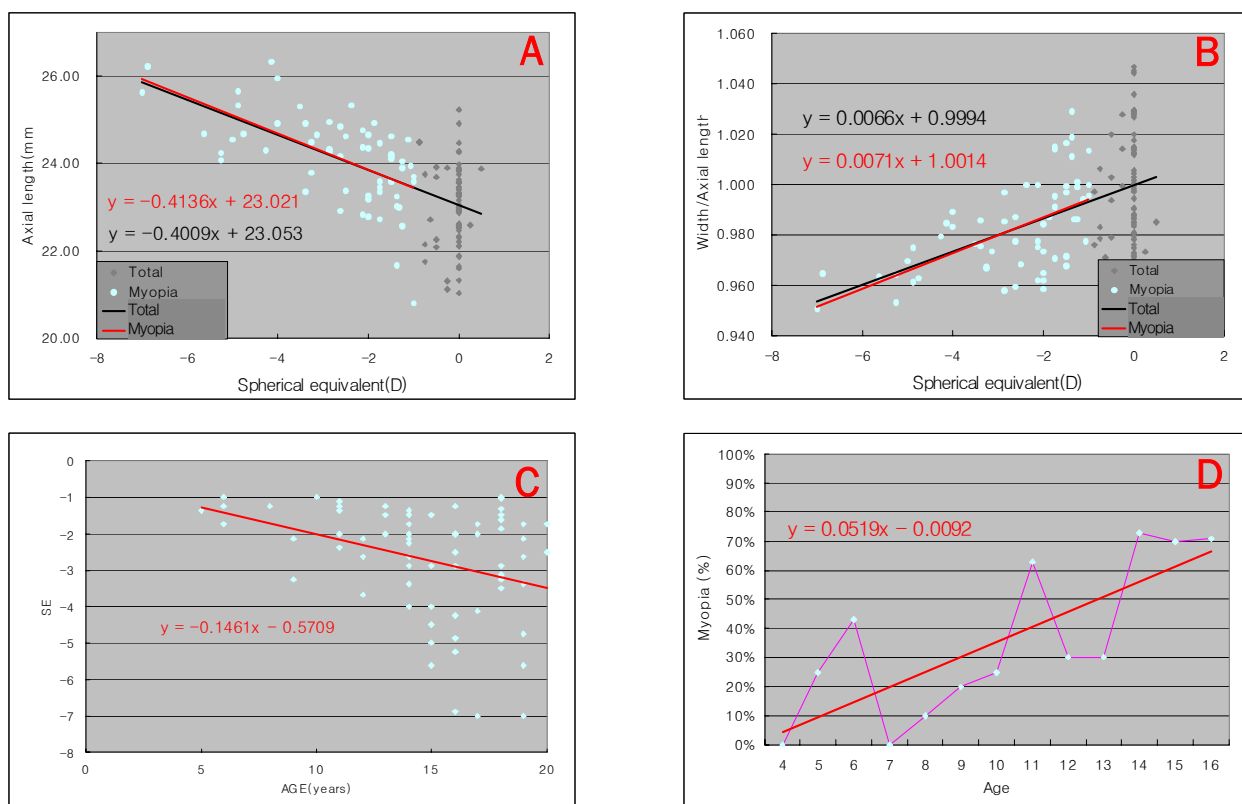 A
Axial length(mm
26.00
24.00
22.00
20.00
y = −0.4136x + 23.021
y = −0.4009x + 23.053
Total
Myopia
Total
Myopia
−8 −6 −4 −2 0 2
Spherical equivalent(D)
B
Width/Axial length
1.060
1.040
1.020
1.000
0.980
0.960
0.940
y = 0.0066x + 0.9994
y = 0.0071x + 1.0014
Total
Myopia
Total
Myopia
−8 −6 −4 −2 0 2
Spherical equivalent(D)
C
SE
0
−1
−2
−3
−4
−5
−6
−7
−8
y = −0.1461x − 0.5709
0 5 10 15 20
AGE(years)
D
Myopia (%)
100%
90%
80%
70%
60%
50%
40%
30%
20%
10%
0%
y = 0.0519x − 0.0092
4 5 6 7 8 9 10 11 12 13 14 15 16
Age